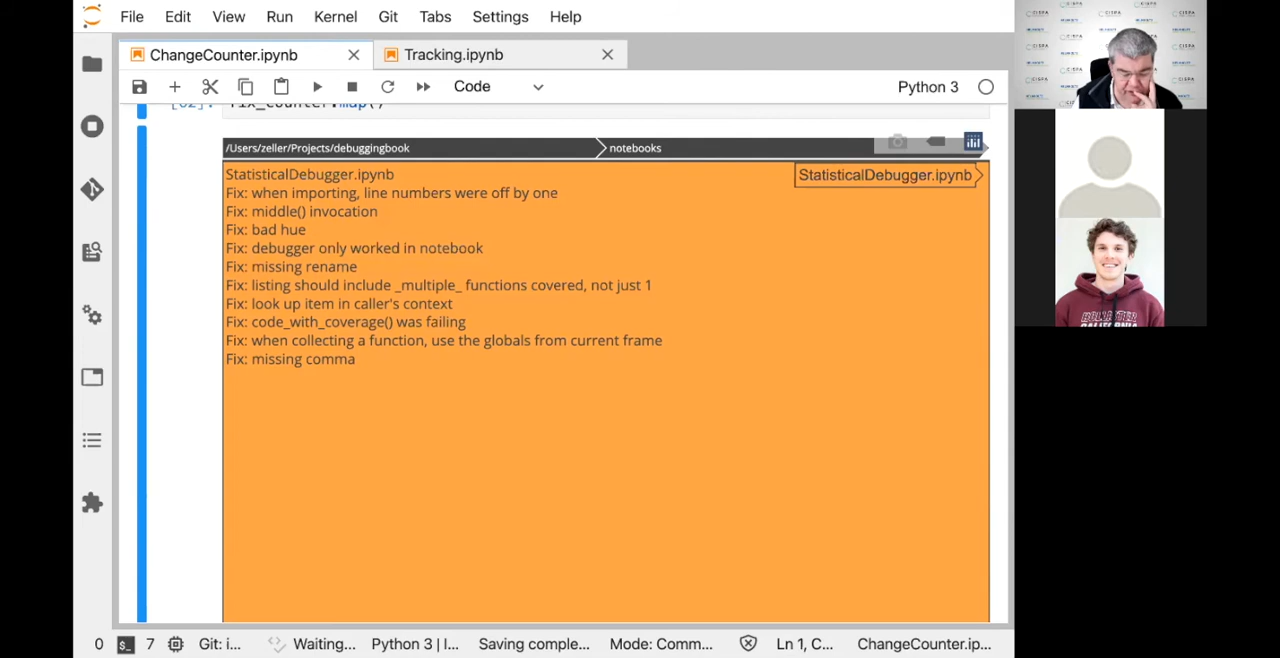 File Edit View Run Kernel Git Tabs Settings Help
ChangeCounter.ipynb
Tracking.ipynb
Code
Python 3
/Users/zeller/Projects/debuggingbook
notebooks
StatisticalDebugger.ipynb
StatisticalDebugger.ipynb
Fix: when importing, line numbers were off by one
Fix: middle() invocation
Fix: bad hue
Fix: debugger only worked in notebook
Fix: missing rename
Fix: listing should include _multiple_ functions covered, not just 1
Fix: look up item in caller's context
Fix: code_with_coverage() was failing
Fix: when collecting a function, use the globals from current frame
Fix: missing comma
0 $_ 7 Git: i... Waiting... Python 3 | I... Saving comple... Mode: Comm... Ln 1, C... ChangeCounter.ip...
CISPA
HOLLISTER
CALIFORNIA